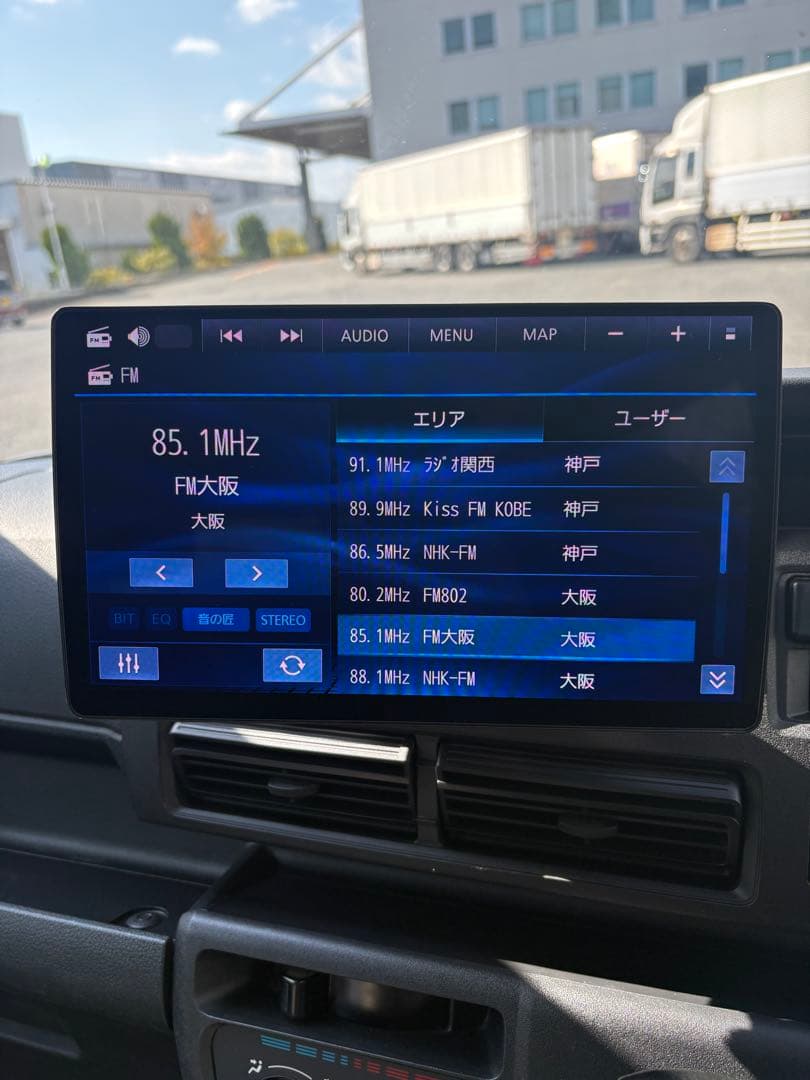 FM AUDIO MENU MAP − +
FM FM
85.1MHz
FM大阪
大阪
BIT EQ 音の匠 STEREO
エリア ユーザー
91.1MHz ﾗｼﾞｵ関西 神戸
89.9MHz Kiss FM KOBE 神戸
86.5MHz NHK-FM 神戸
80.2MHz FM802 大阪
85.1MHz FM大阪 大阪
88.1MHz NHK-FM 大阪